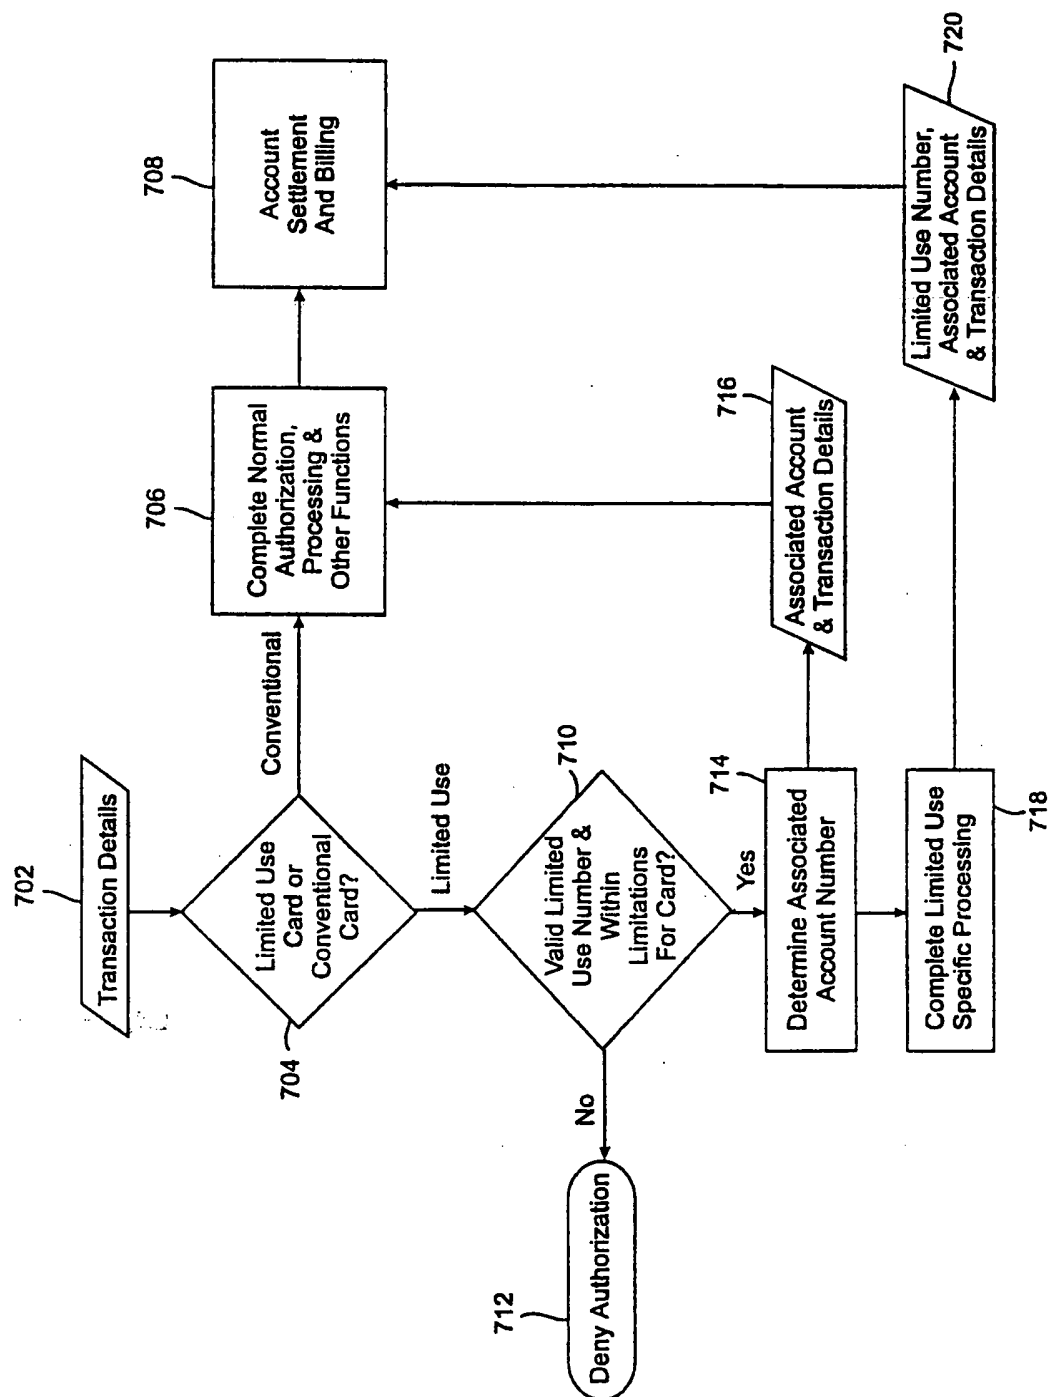 702
Transaction Details
704
Limited Use
Card or
Conventional
Card?
Conventional
706
Complete Normal
Authorization,
Processing &
Other Functions
708
Account
Settlement
And Billing
Limited Use
710
Valid Limited
Use Number &
Within
Limitations
For Card?
No
712
Deny Authorization
Yes
714
Determine Associated
Account Number
716
Associated Account
& Transaction Details
718
Complete Limited Use
Specific Processing
720
Limited Use Number,
Associated Account
& Transaction Details